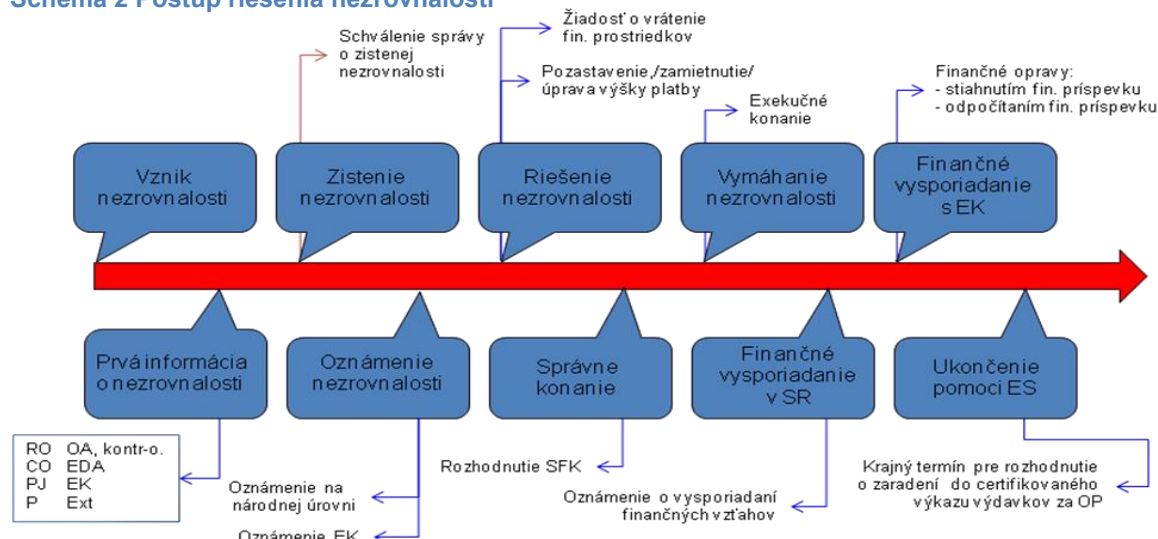 Schéma 2 Postup riešenia nezrovnalostí
Schválenie správy
o zistenej
nezrovnalosti
Žiadosť o vrátenie
fin. prostriedkov
Pozastavenie,/zamietnutie/
úprava výšky platby
Exekučné
konanie
Finančné opravy:
- stiahnutím fin. príspevku
- odpočítaním fin. príspevku
Vznik
nezrovnalosti
Zistenie
nezrovnalosti
Riešenie
nezrovnalosti
Vymáhanie
nezrovnalosti
Finančné
vysporiadanie
s EK
Prvá informácia
o nezrovnalosti
Oznámenie
nezrovnalosti
Správne
konanie
Finančné
vysporiadanie
v SR
Ukončenie
pomoci ES
RO OA, kontr-o.
CO EDA
PJ EK
P Ext
Oznámenie na
národnej úrovni
Oznámenie EK
Rozhodnutie SFK
Oznámenie o vysporiadaní
finančných vzťahov
Krajný termín pre rozhodnutie
o zaradení do certifikovaného
výkazu výdavkov za OP